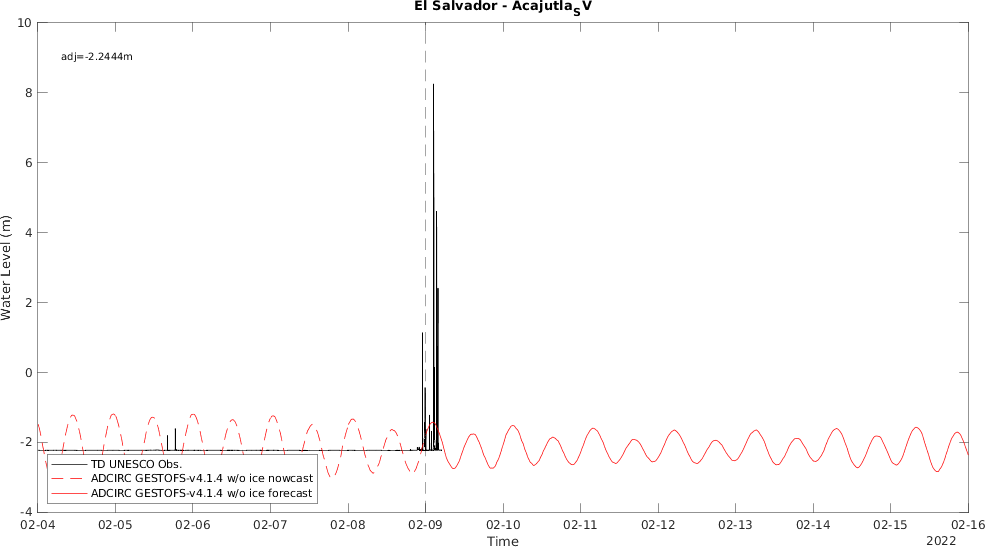 El Salvador - Acajutla_SV
adj=-2.2444m
10
8
6
4
2
0
-2
-4
Water Level (m)
TD UNESCO Obs.
ADCIRC GESTOFS-v4.1.4 w/o ice nowcast
ADCIRC GESTOFS-v4.1.4 w/o ice forecast
02-04 02-05 02-06 02-07 02-08 02-09 02-10 02-11 02-12 02-13 02-14 02-15 02-16
Time
2022